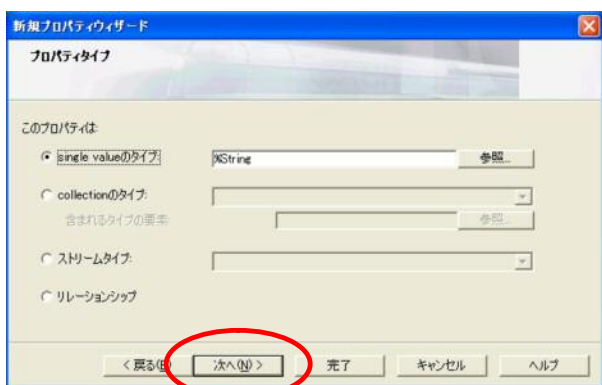 新規プロパティウィザード
プロパティタイプ
このプロパティは:
single valueのタイプ: %String 参照...
collectionのタイプ:
含まれるタイプの要素: 参照...
ストリームタイプ:
リレーションシップ
< 戻る(B) 次へ(N) > 完了 キャンセル ヘルプ